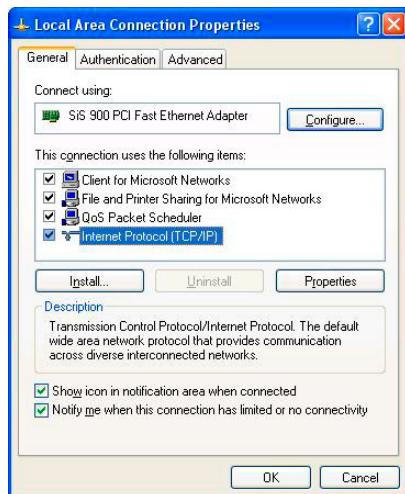 Local Area Connection Properties
General Authentication Advanced
Connect using:
SiS 900 PCI Fast Ethernet Adapter
Configure...
This connection uses the following items:
Client for Microsoft Networks
File and Printer Sharing for Microsoft Networks
QoS Packet Scheduler
Internet Protocol (TCP/IP)
Install... Uninstall Properties
Description
Transmission Control Protocol/Internet Protocol. The default
wide area network protocol that provides communication
across diverse interconnected networks.
Show icon in notification area when connected
Notify me when this connection has limited or no connectivity
OK Cancel